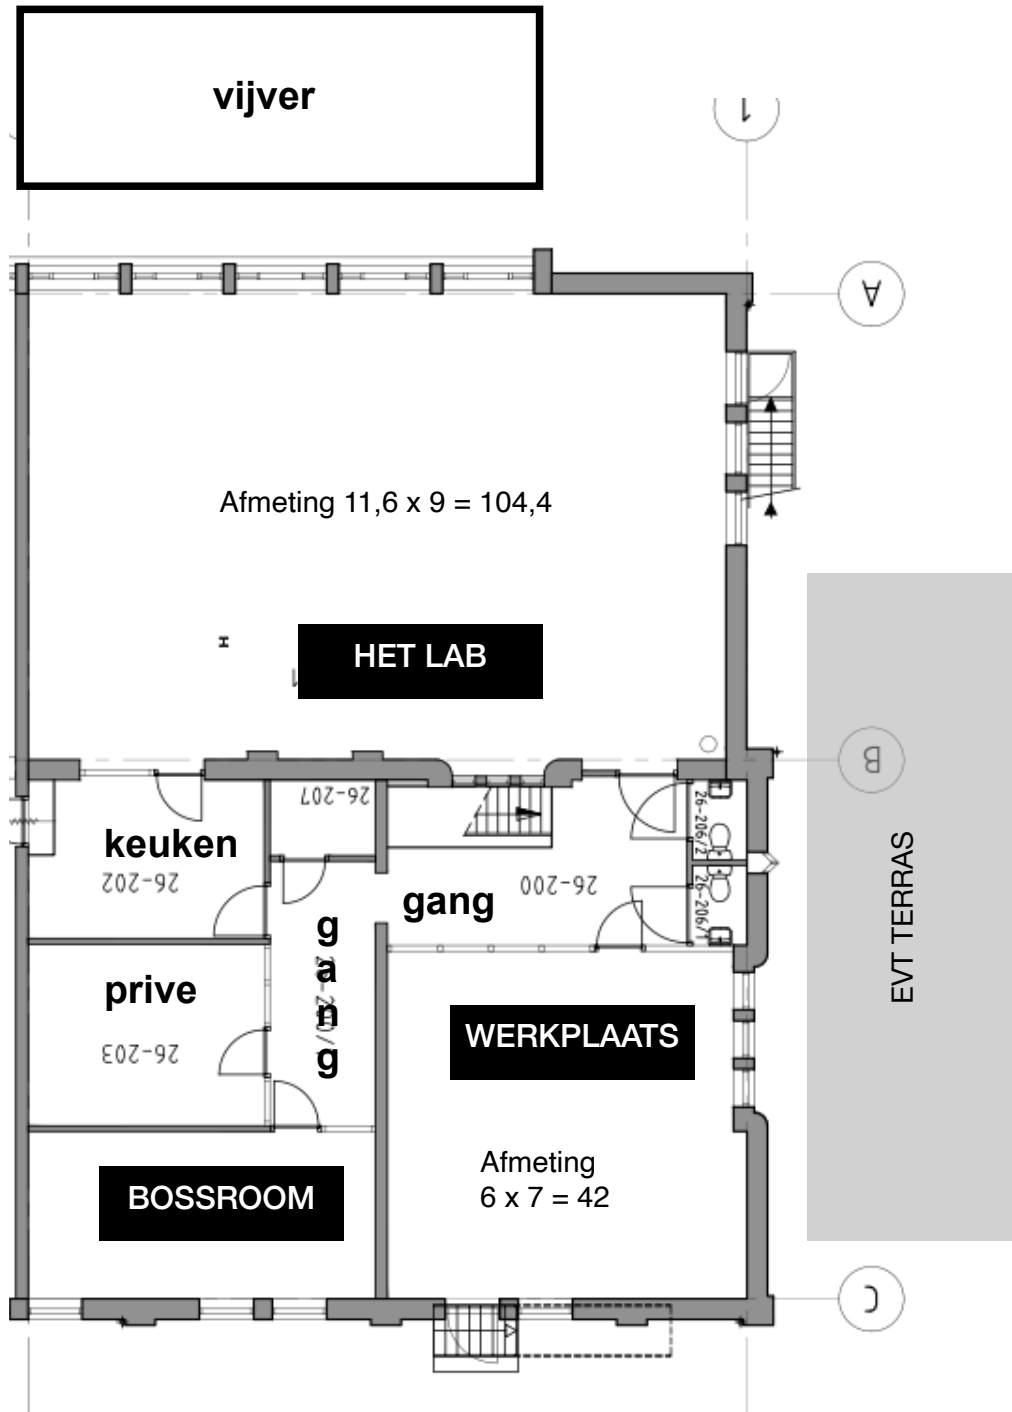 vijver
1
A
Afmeting 11,6 x 9 = 104,4
HET LAB
B
26-207
26-206/2
keuken
26-202
gang
26-200
26-206/1
gang
EVT TERRAS
prive
26-203
WERKPLAATS
Afmeting
6 x 7 = 42
BOSSROOM
C